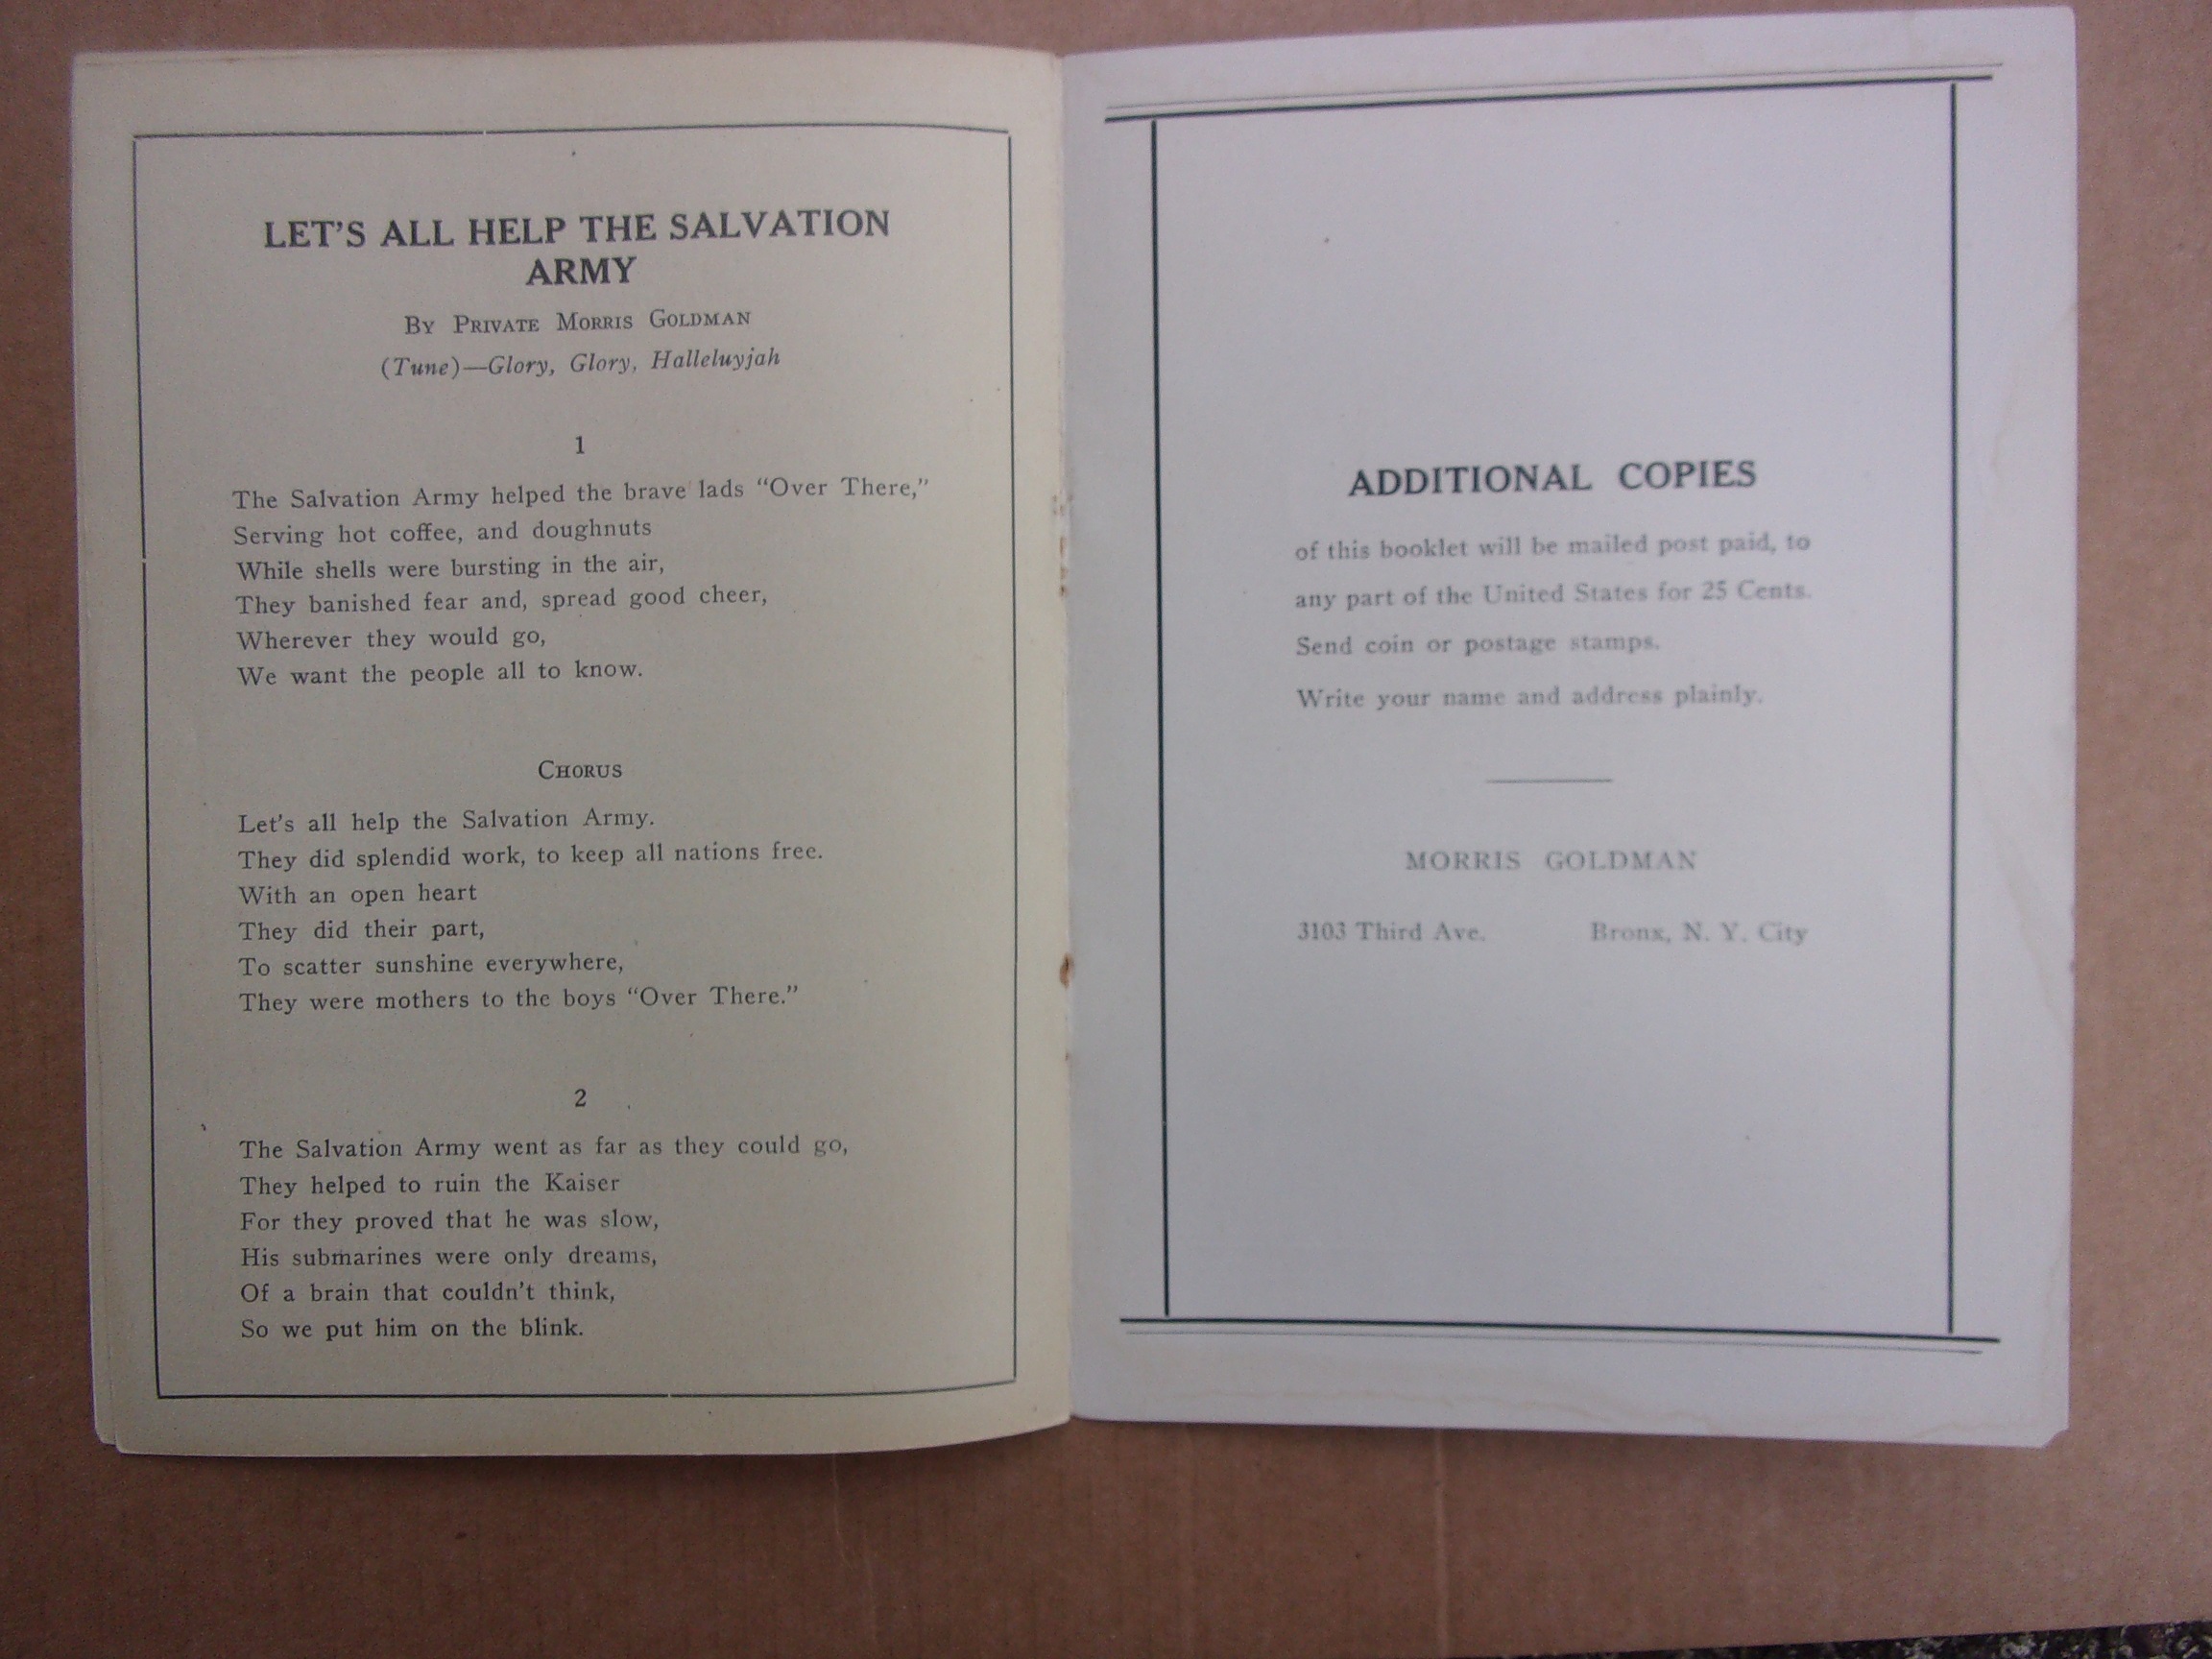 LET'S ALL HELP THE SALVATION
ARMY
By Private Morris Goldman
(Tune)—Glory, Glory, Halleluyjah
1
The Salvation Army helped the brave lads “Over There,”
Serving hot coffee, and doughnuts
While shells were bursting in the air,
They banished fear and, spread good cheer,
Wherever they would go,
We want the people all to know.
Chorus
Let's all help the Salvation Army.
They did splendid work, to keep all nations free.
With an open heart
They did their part,
To scatter sunshine everywhere,
They were mothers to the boys “Over There.”
2
The Salvation Army went as far as they could go,
They helped to ruin the Kaiser
For they proved that he was slow,
His submarines were only dreams,
Of a brain that couldn't think,
So we put him on the blink.
ADDITIONAL COPIES
of this booklet will be mailed post paid, to
any part of the United States for 25 Cents.
Send coin or postage stamps.
Write your name and address plainly.
MORRIS GOLDMAN
3103 Third Ave. Bronx, N. Y. City